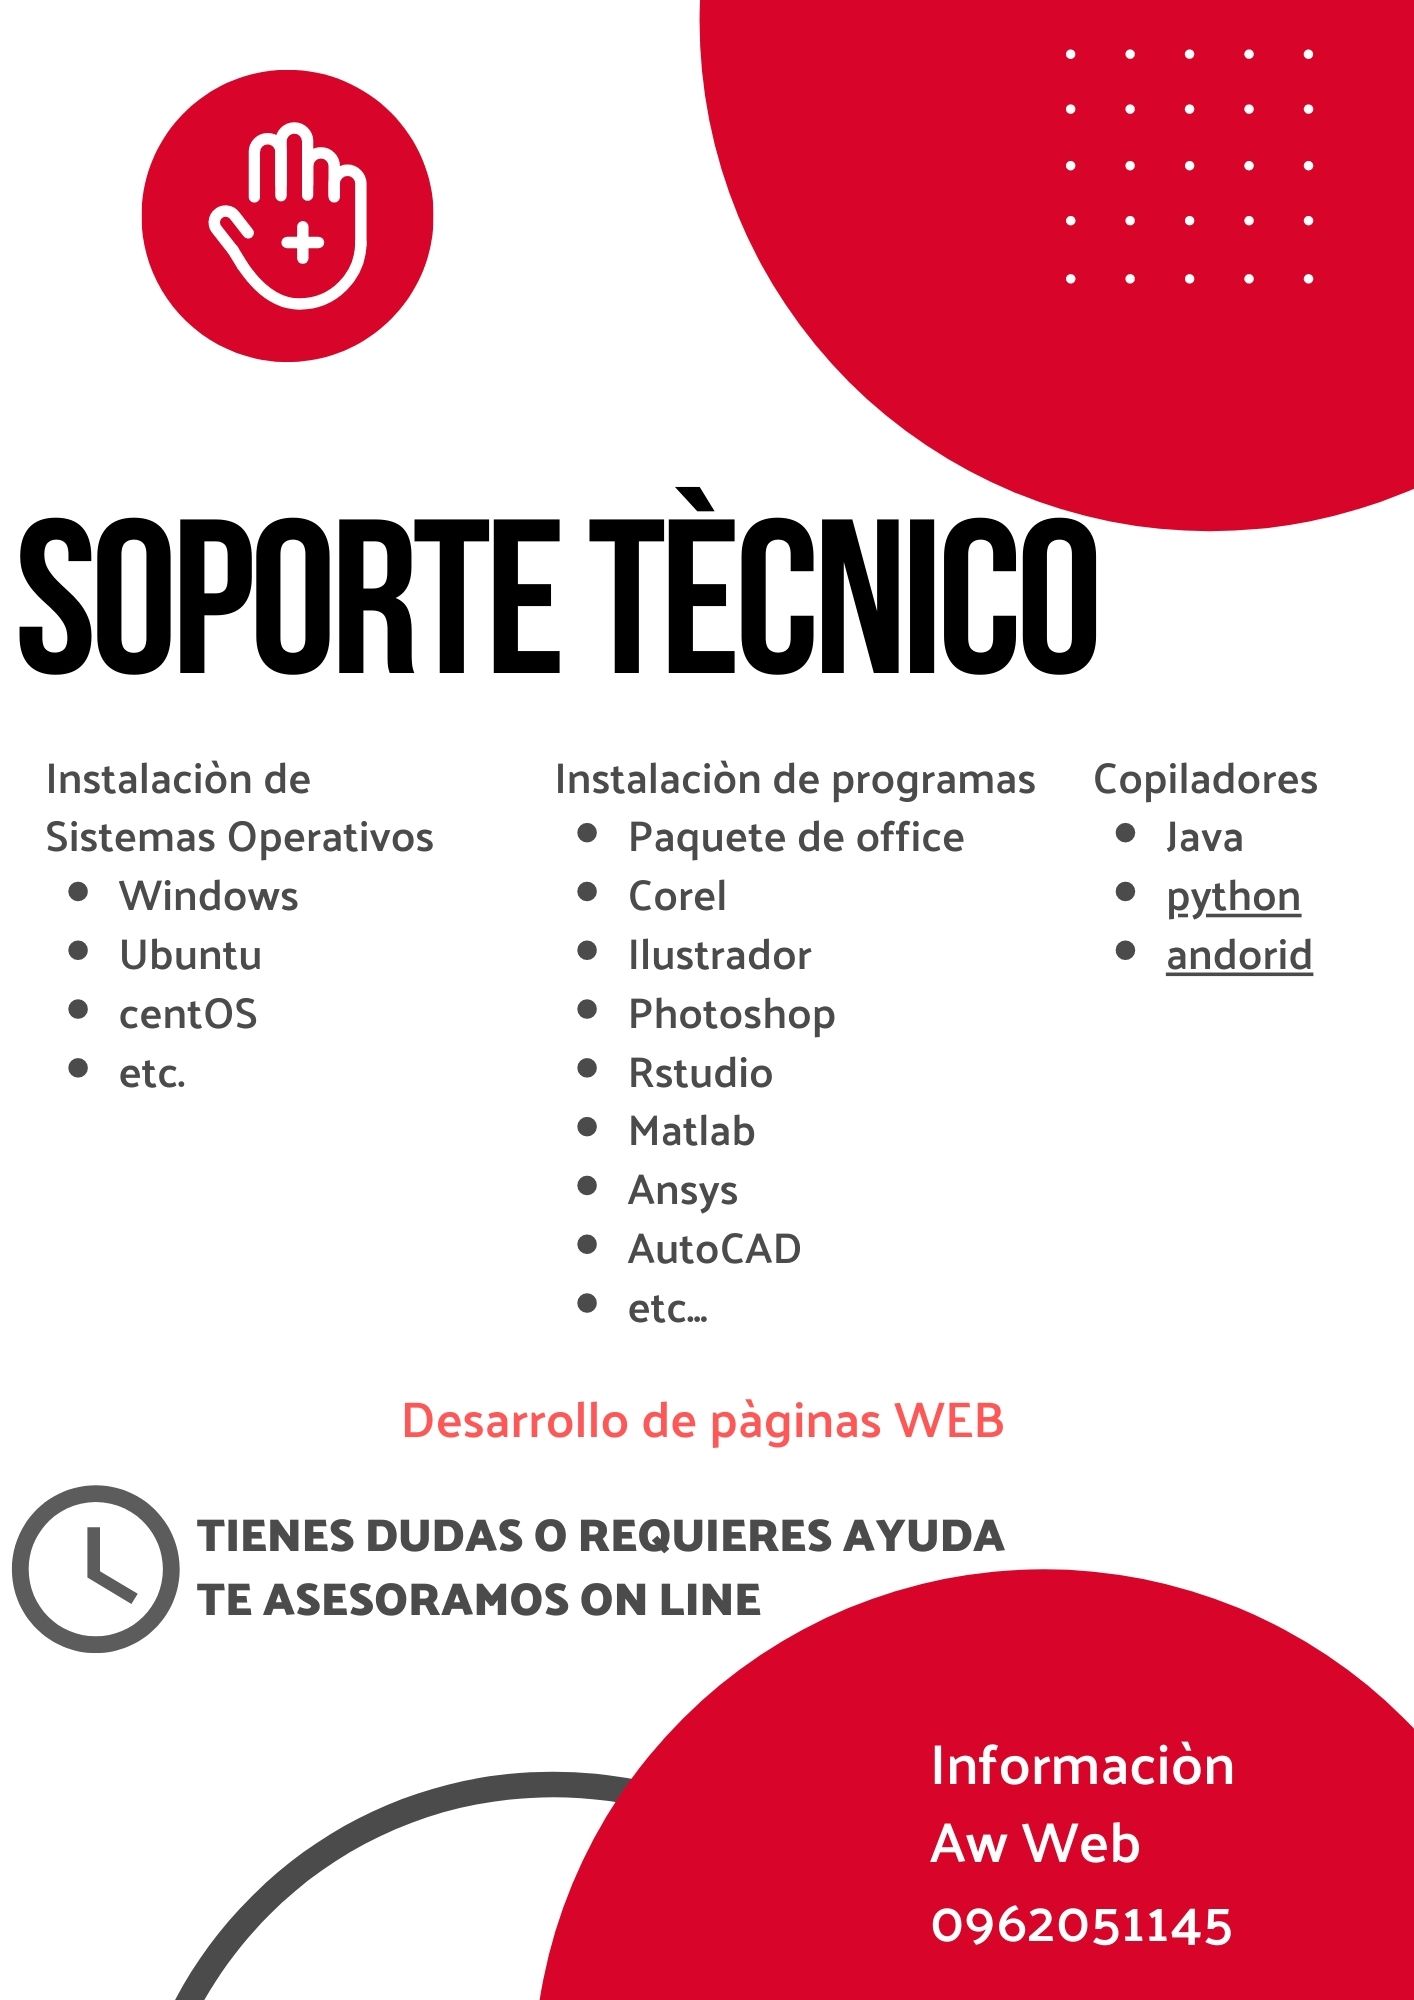 SOPORTE TÈCNICO
Instalaciòn de
Sistemas Operativos
Windows
Ubuntu
centOS
etc.
Instalaciòn de programas
Paquete de office
Corel
Ilustrador
Photoshop
Rstudio
Matlab
Ansys
AutoCAD
etc...
Copiladores
Java
python
andorid
Desarrollo de pàginas WEB
TIENES DUDAS O REQUIERES AYUDA
TE ASESORAMOS ON LINE
Informaciòn
Aw Web
0962051145